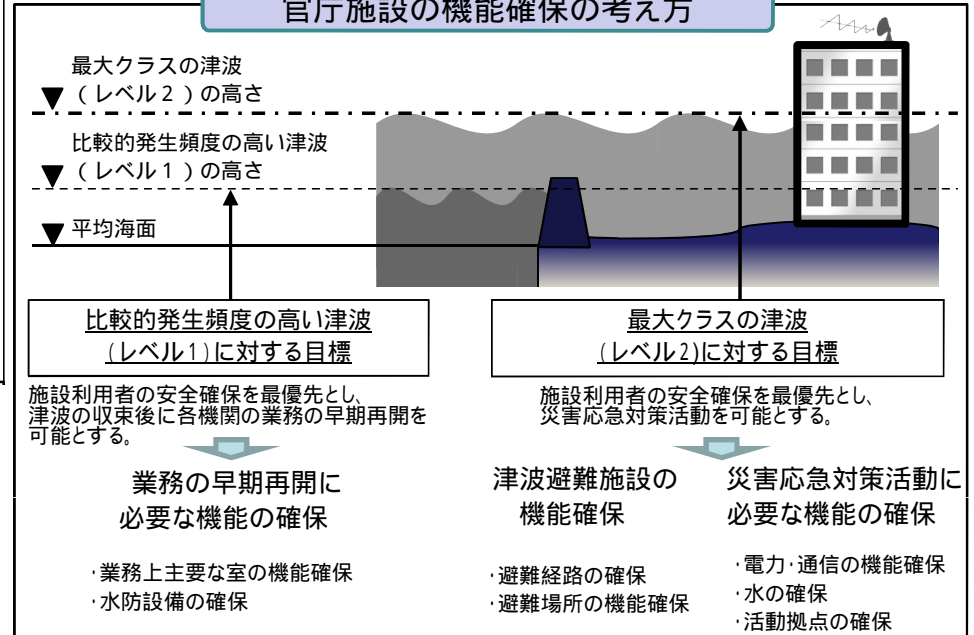 官庁施設の機能確保の考え方
最大クラスの津波
▼（レベル２）の高さ
比較的発生頻度の高い津波
▼（レベル１）の高さ
▼平均海面
比較的発生頻度の高い津波
(レベル1)に対する目標
施設利用者の安全確保を最優先とし、
津波の収束後に各機関の業務の早期再開を
可能とする。
業務の早期再開に
必要な機能の確保
･業務上主要な室の機能確保
･水防設備の確保
最大クラスの津波
(レベル2)に対する目標
施設利用者の安全確保を最優先とし、
災害応急対策活動を可能とする。
津波避難施設の
機能確保
･避難経路の確保
･避難場所の機能確保
災害応急対策活動に
必要な機能の確保
･電力･通信の機能確保
･水の確保
･活動拠点の確保